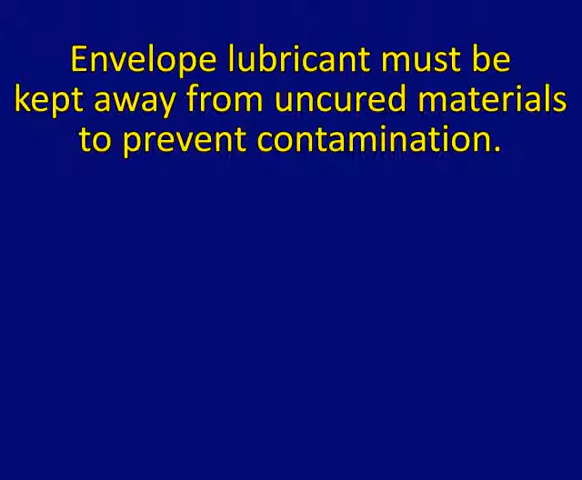 Envelope lubricant must be
kept away from uncured materials
to prevent contamination.